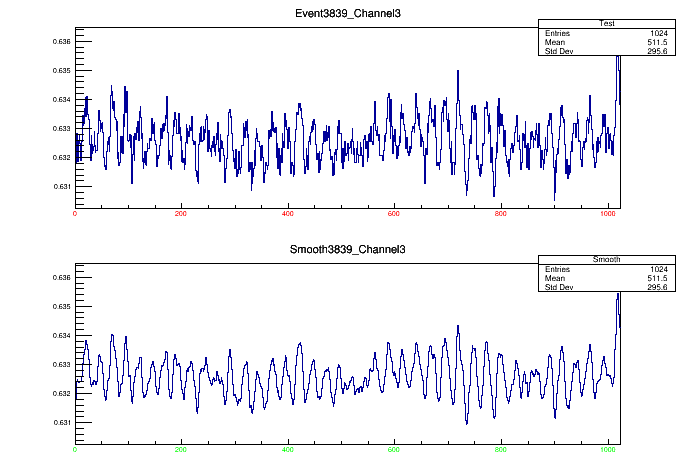 Event3839_Channel3
Test
Entries 1024
Mean 511.5
Std Dev 295.6
0.636
0.635
0.634
0.633
0.632
0.631
0 200 400 600 800 1000
Smooth3839_Channel3
Smooth
Entries 1024
Mean 511.5
Std Dev 295.6
0.636
0.635
0.634
0.633
0.632
0.631
0 200 400 600 800 1000